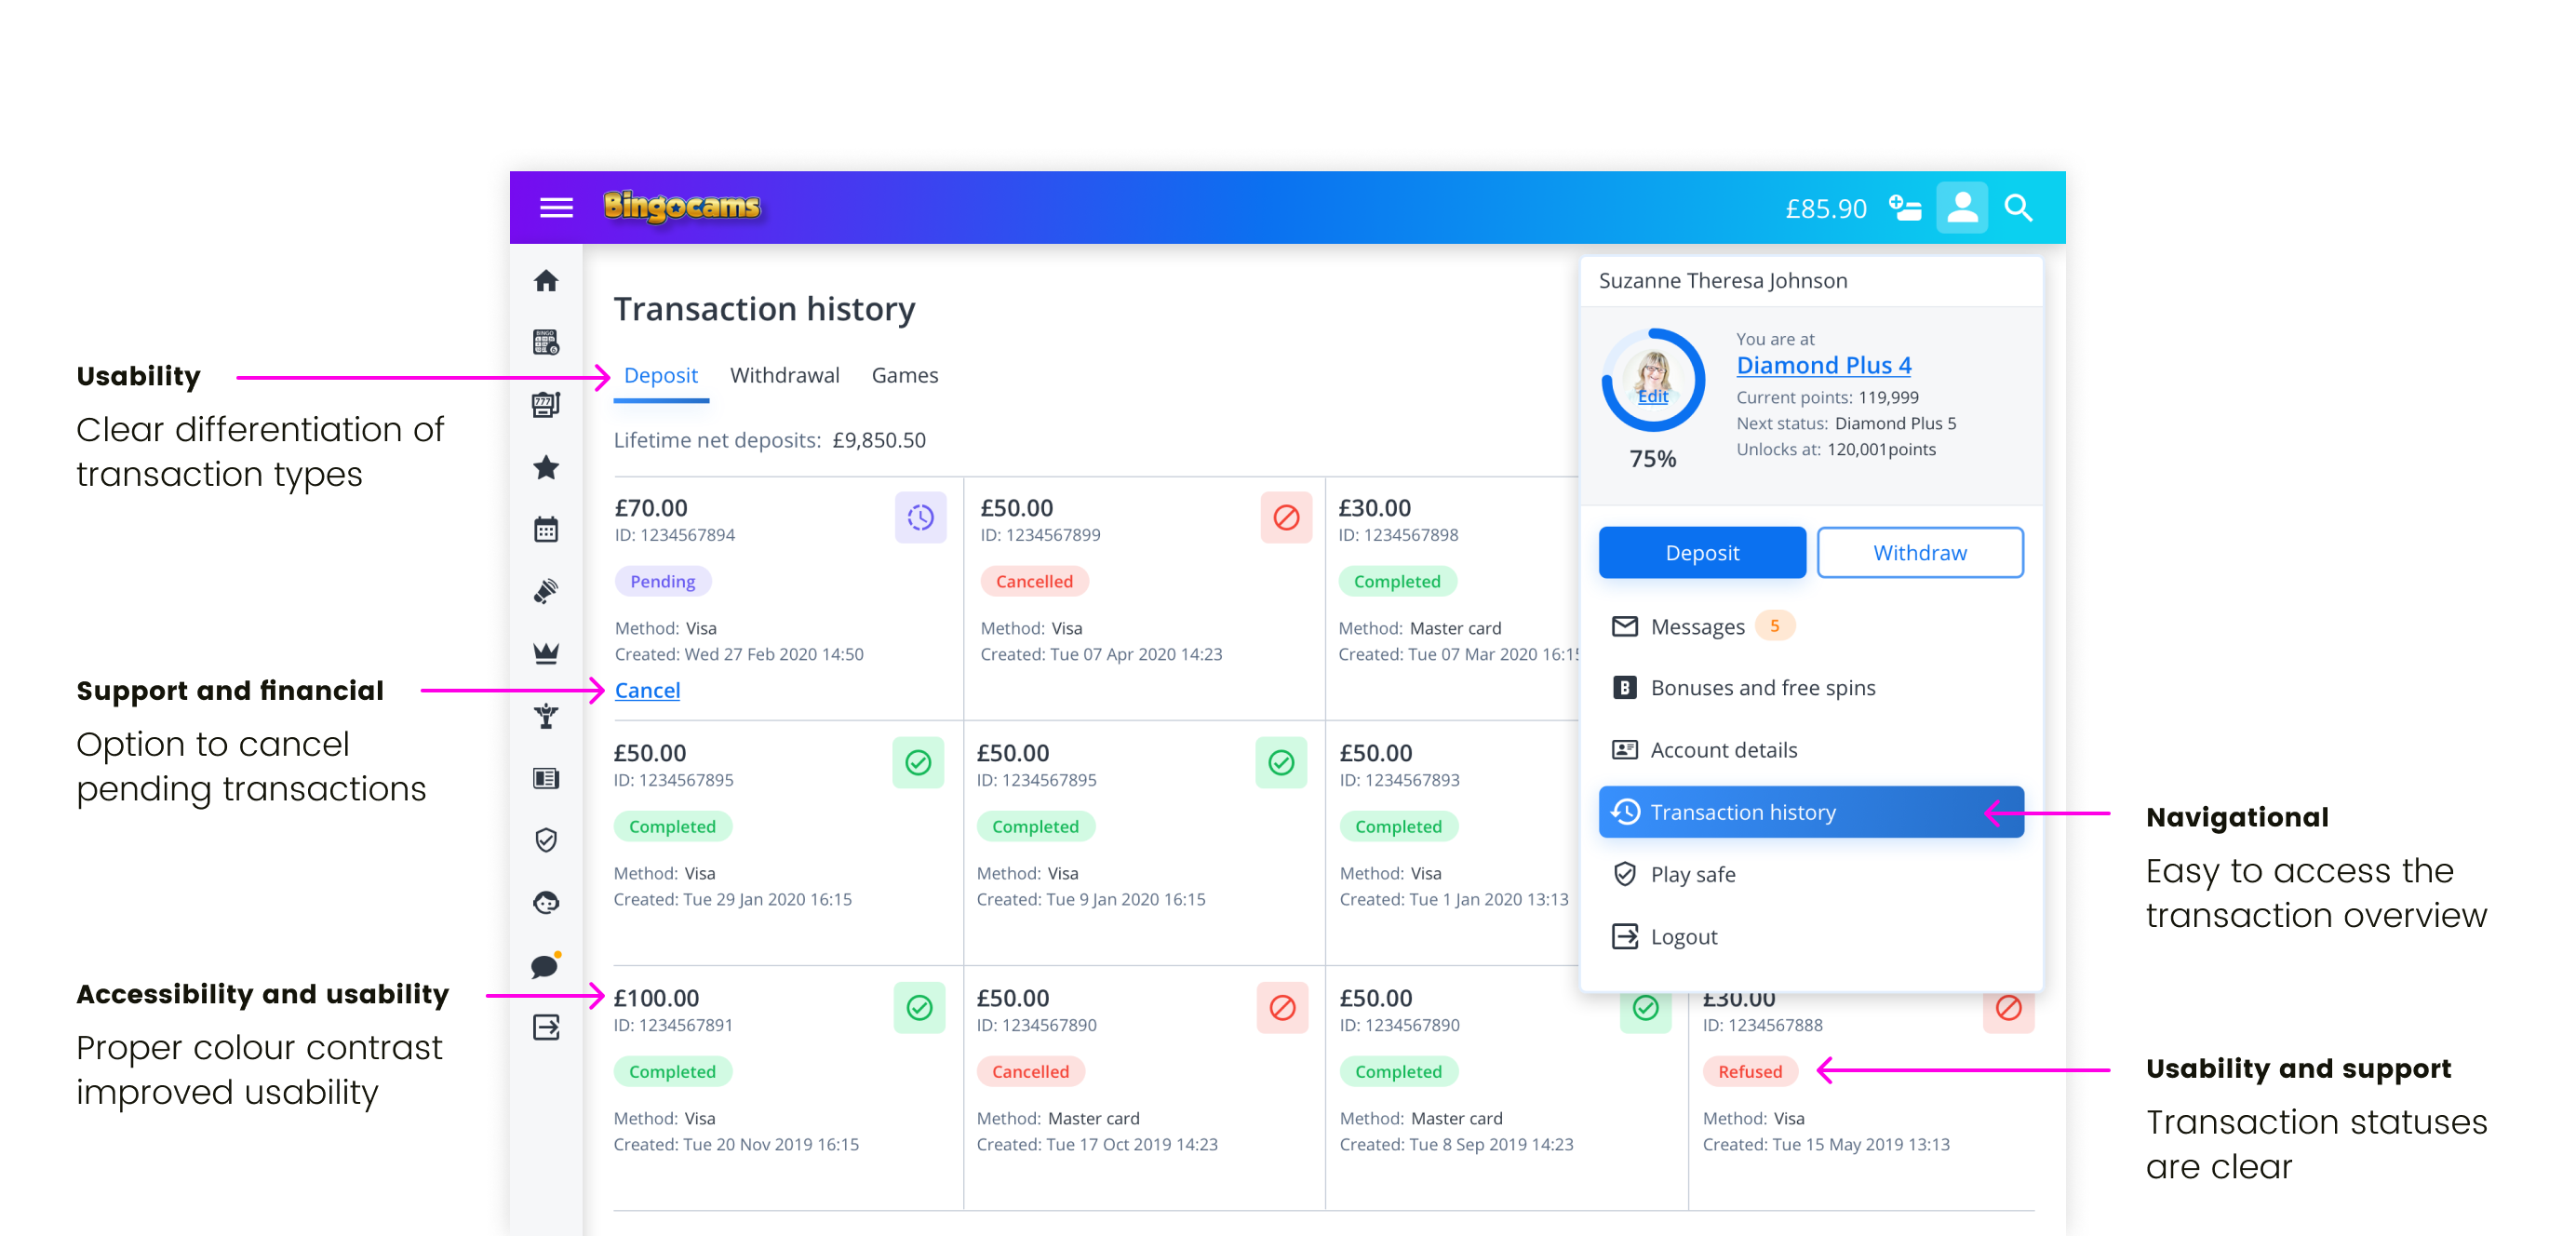 Bingocams
£85.90
Transaction history
Deposit Withdrawal Games
Lifetime net deposits: £9,850.50
Usability
Clear differentiation of
transaction types
Support and financial
Option to cancel
pending transactions
Accessibility and usability
Proper colour contrast
improved usability
£70.00
ID: 1234567894
Pending
Method: Visa
Created: Wed 27 Feb 2020 14:50
Cancel
£50.00
ID: 1234567899
Cancelled
Method: Visa
Created: Tue 07 Apr 2020 14:23
£30.00
ID: 1234567898
Completed
Method: Master card
Created: Tue 07 Mar 2020 16:15
£50.00
ID: 1234567895
Completed
Method: Visa
Created: Tue 29 Jan 2020 16:15
£50.00
ID: 1234567895
Completed
Method: Visa
Created: Tue 9 Jan 2020 16:15
£50.00
ID: 1234567893
Completed
Method: Visa
Created: Tue 1 Jan 2020 13:13
£100.00
ID: 1234567891
Completed
Method: Visa
Created: Tue 20 Nov 2019 16:15
£50.00
ID: 1234567890
Cancelled
Method: Master card
Created: Tue 17 Oct 2019 14:23
£50.00
ID: 1234567890
Completed
Method: Master card
Created: Tue 8 Sep 2019 14:23
£30.00
ID: 1234567888
Refused
Method: Visa
Created: Tue 15 May 2019 13:13
Suzanne Theresa Johnson
Edit
75%
You are at
Diamond Plus 4
Current points: 119,999
Next status: Diamond Plus 5
Unlocks at: 120,001points
Deposit
Withdraw
Messages 5
B Bonuses and free spins
Account details
Transaction history
Play safe
Logout
Navigational
Easy to access the
transaction overview
Usability and support
Transaction statuses
are clear
BINGO
777